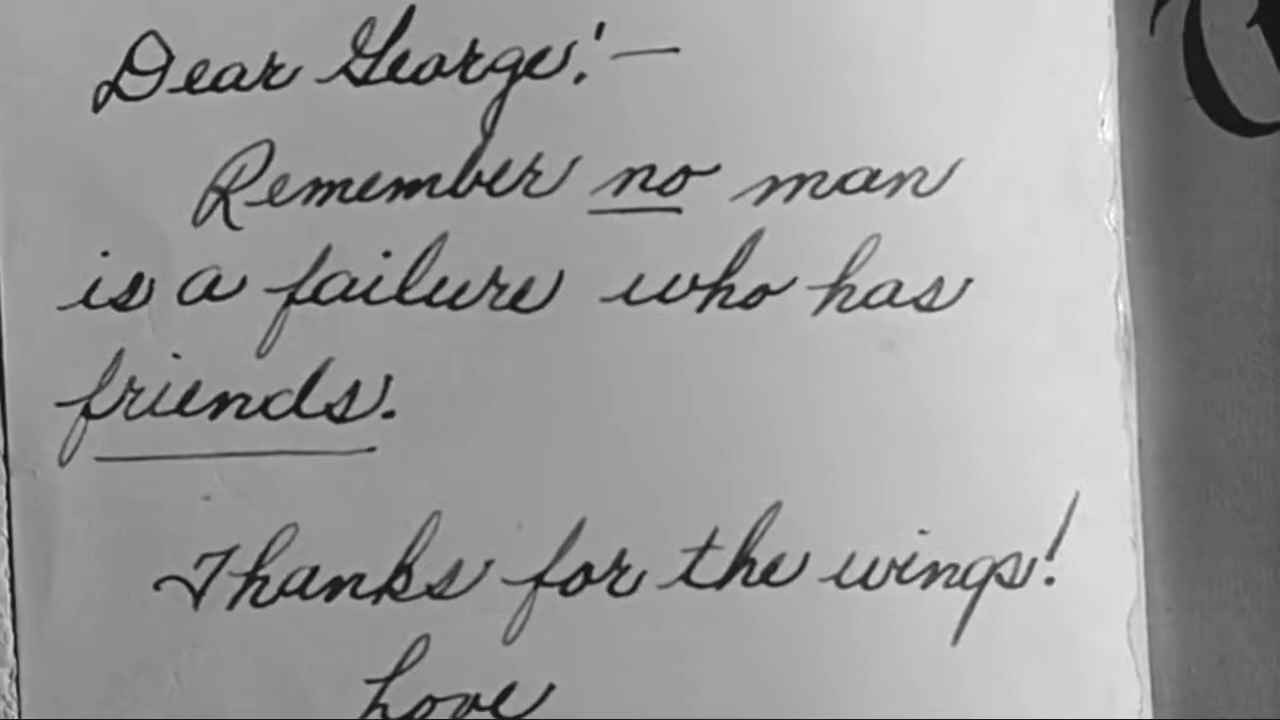 Dear George:—
Remember no man
is a failure who has
friends.
Thanks for the wings!
Love